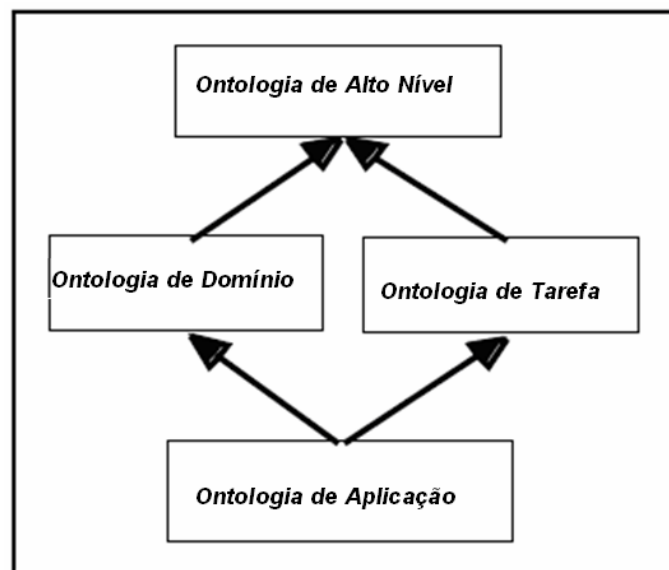 Ontologia de Alto Nível
Ontologia de Domínio
Ontologia de Tarefa
Ontologia de Aplicação